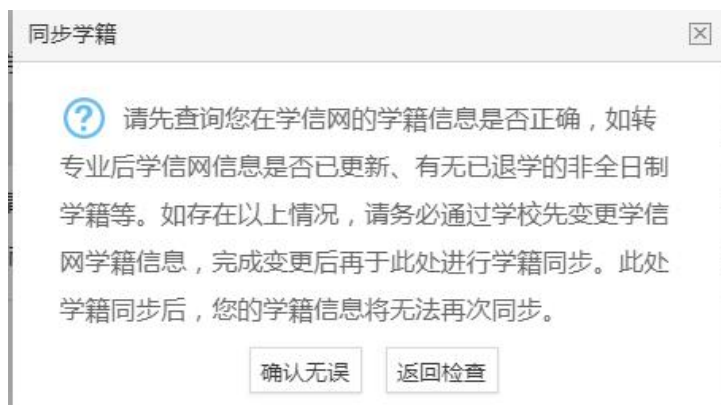 同步学籍
请先查询您在学信网的学籍信息是否正确，如转
专业后学信网信息是否已更新、有无已退学的非全日制
学籍等。如存在以上情况，请务必通过学校先变更学信
网学籍信息，完成变更后再于此处进行学籍同步。此处
学籍同步后，您的学籍信息将无法再次同步。
确认无误 返回检查